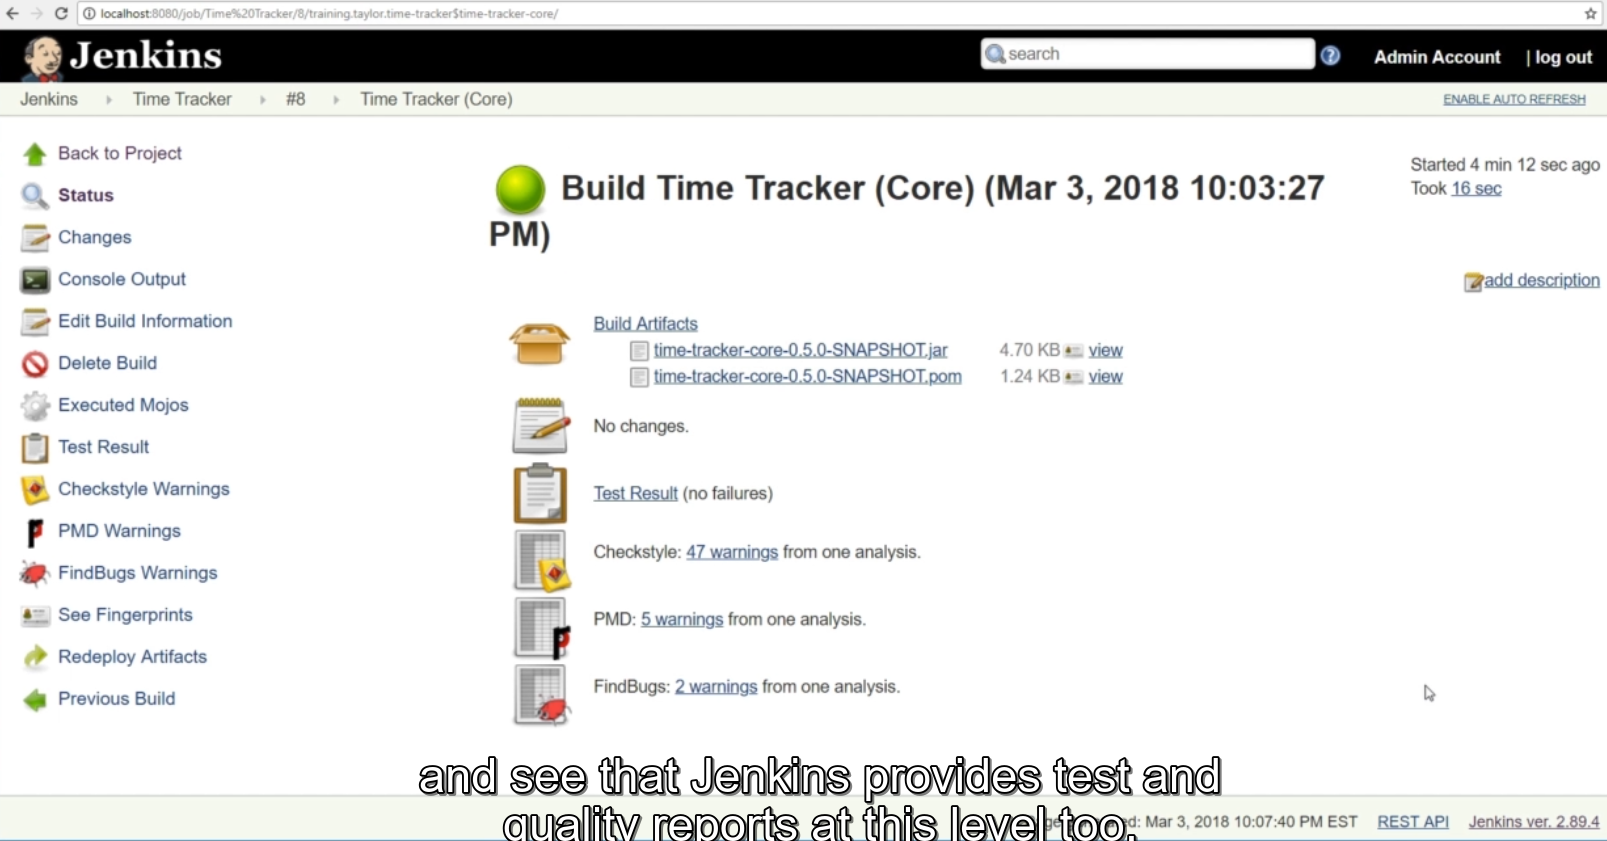 localhost:8080/job/Time%20Tracker/8/training.taylor.time-tracker$time-tracker-core/
Jenkins
search
Admin Account | log out
Jenkins Time Tracker #8 Time Tracker (Core)
ENABLE AUTO REFRESH
Back to Project
Status
Changes
Console Output
Edit Build Information
Delete Build
Executed Mojos
Test Result
Checkstyle Warnings
PMD Warnings
FindBugs Warnings
See Fingerprints
Redeploy Artifacts
Previous Build
Build Time Tracker (Core) (Mar 3, 2018 10:03:27
PM)
Started 4 min 12 sec ago
Took 16 sec
add description
Build Artifacts
time-tracker-core-0.5.0-SNAPSHOT.jar 4.70 KB view
time-tracker-core-0.5.0-SNAPSHOT.pom 1.24 KB view
No changes.
Test Result (no failures)
Checkstyle: 47 warnings from one analysis.
PMD: 5 warnings from one analysis.
FindBugs: 2 warnings from one analysis.
and see that Jenkins provides test and
quality reports at this level too.
Mar 3, 2018 10:07:40 PM EST REST API Jenkins ver. 2.89.4